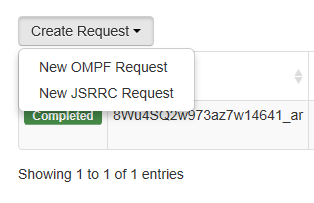 Create Request
New OMPF Request
New JSRRC Request
Completed 8Wu4SQ2w973az7w14641_ar
Showing 1 to 1 of 1 entries